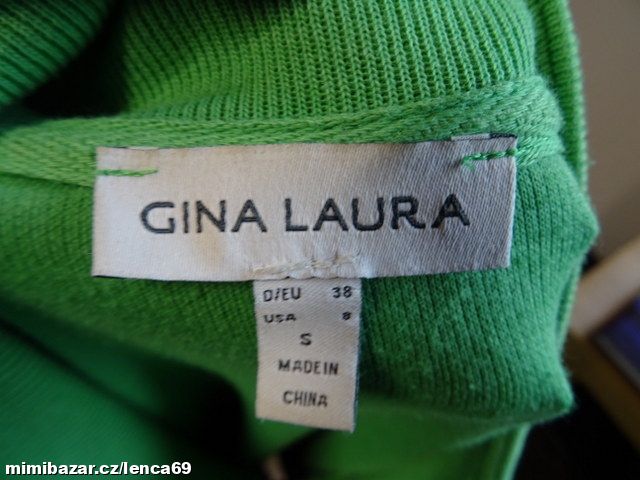 GINA LAURA
D/EU 38
USA 8
S
MADE IN
CHINA
mimibazar.cz/lenca69